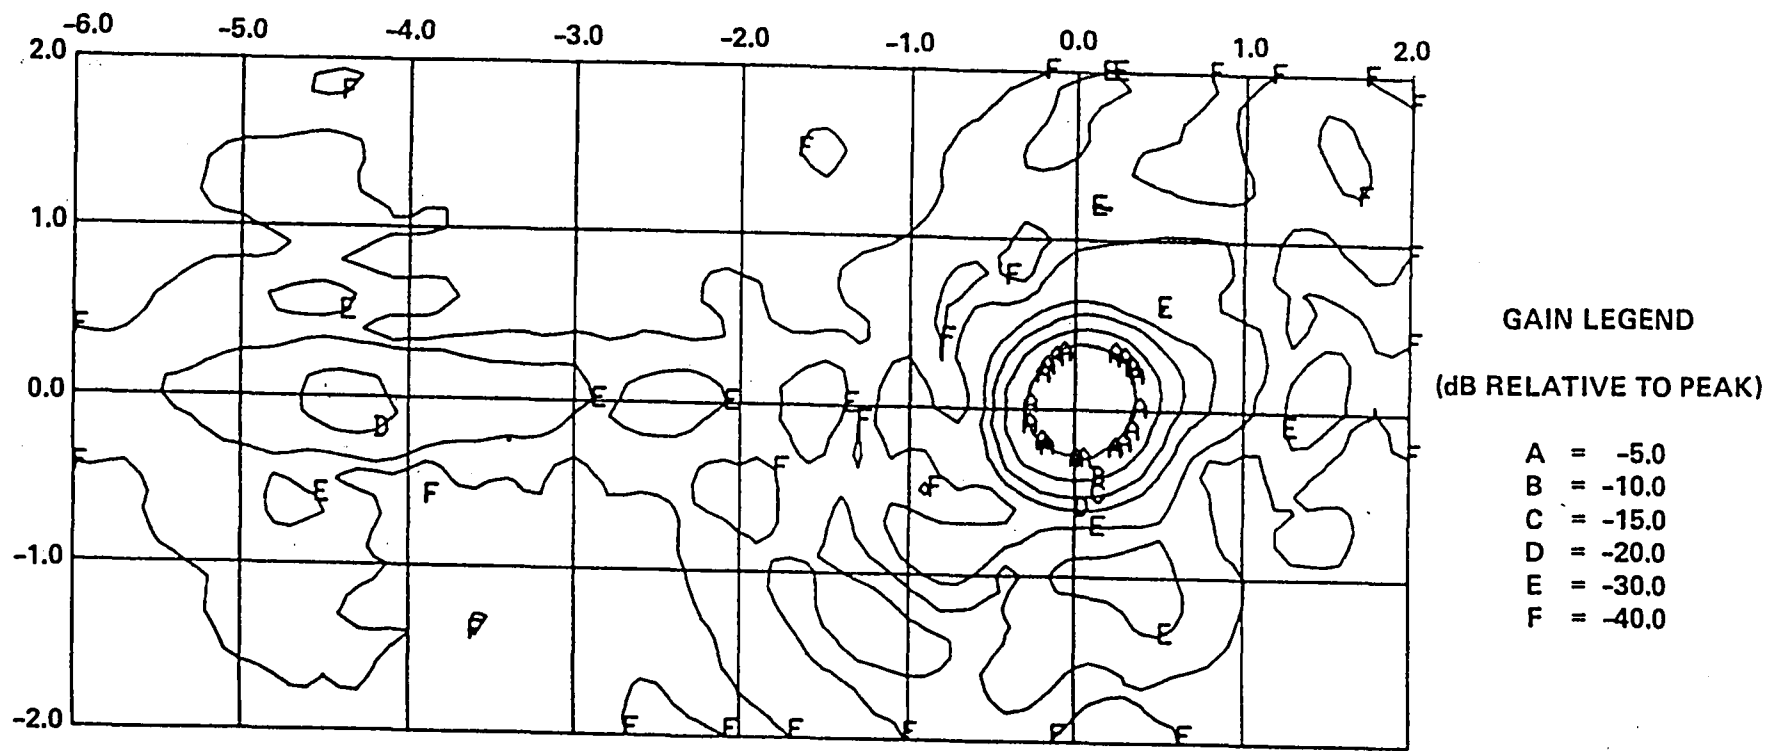 -6.0 -5.0 -4.0 -3.0 -2.0 -1.0 0.0 1.0 2.0
2.0
1.0
0.0
-1.0
-2.0
GAIN LEGEND
(dB RELATIVE TO PEAK)
A = -5.0
B = -10.0
C = -15.0
D = -20.0
E = -30.0
F = -40.0